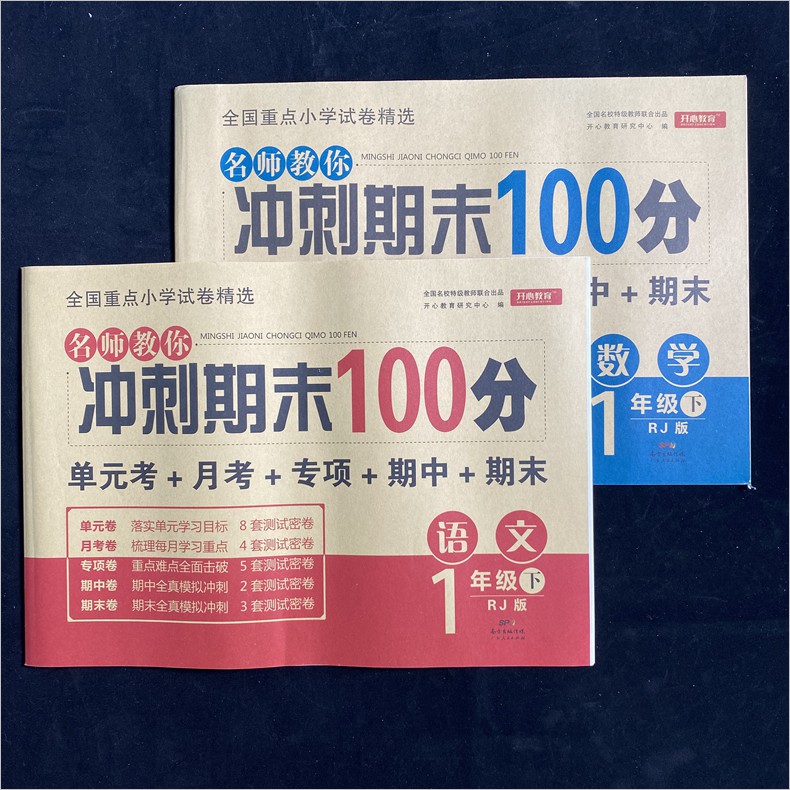 全国重点小学试卷精选
全国名校特级教师联合出品
开心教育研究中心 编
开心教育
名师教你
MINGSHI JIAONI CHONGCI QIMO 100 FEN
冲刺期末100分
中 + 期末
数学
1年级下
RJ 版
全国重点小学试卷精选
全国名校特级教师联合出品
开心教育研究中心 编
开心教育
名师教你
MINGSHI JIAONI CHONGCI QIMO 100 FEN
冲刺期末100分
单元考 + 月考 + 专项 + 期中 + 期末
单元卷 落实单元学习目标 8 套测试密卷
月考卷 梳理每月学习重点 4 套测试密卷
专项卷 重点难点全面击破 5 套测试密卷
期中卷 期中全真模拟冲刺 2 套测试密卷
期末卷 期末全真模拟冲刺 3 套测试密卷
语文
1年级下
RJ 版